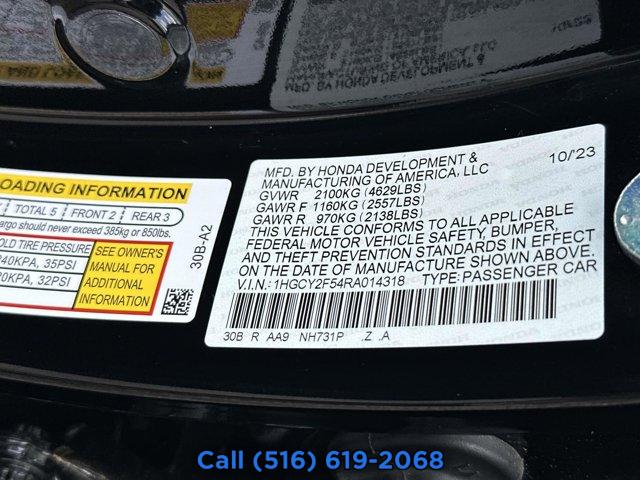 OADING INFORMATION
Y TOTAL 5 FRONT 2 REAR 3
argo should never exceed 385kg or 850lbs.
OLD TIRE PRESSURE
240KPA, 35PSI
20KPA, 32PSI
SEE OWNER'S
MANUAL FOR
ADDITIONAL
INFORMATION
30B-A2
MFD. BY HONDA DEVELOPMENT & 10/'23
MANUFACTURING OF AMERICA, LLC
GVWR 2100KG (4629LBS)
GAWR F 1160KG (2557LBS)
GAWR R 970KG (2138LBS)
THIS VEHICLE CONFORMS TO ALL APPLICABLE
FEDERAL MOTOR VEHICLE SAFETY, BUMPER,
AND THEFT PREVENTION STANDARDS IN EFFECT
ON THE DATE OF MANUFACTURE SHOWN ABOVE.
V.I.N.: 1HGCY2F54RA014318 TYPE: PASSENGER CAR
30B R AA9 NH731P .Z .A
Call (516) 619-2068